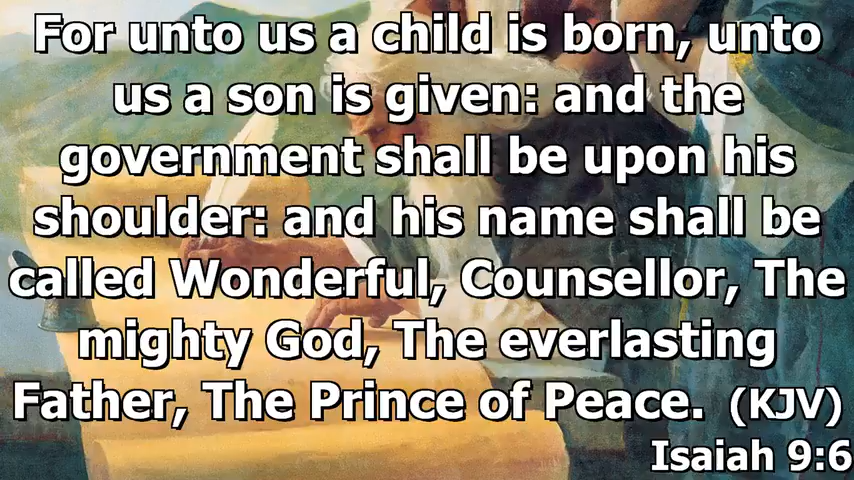 For unto us a child is born, unto
us a son is given: and the
government shall be upon his
shoulder: and his name shall be
called Wonderful, Counsellor, The
mighty God, The everlasting
Father, The Prince of Peace. (KJV)
Isaiah 9:6